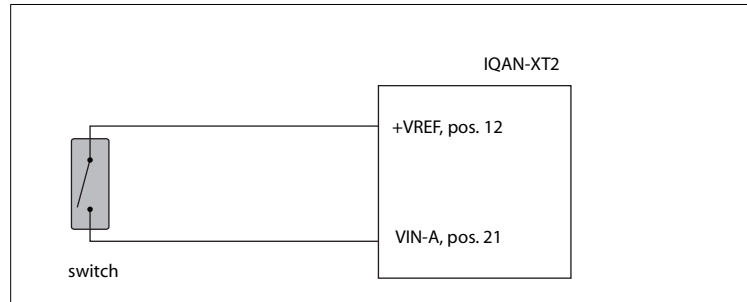 IQAN-XT2
+VREF, pos. 12
VIN-A, pos. 21
switch